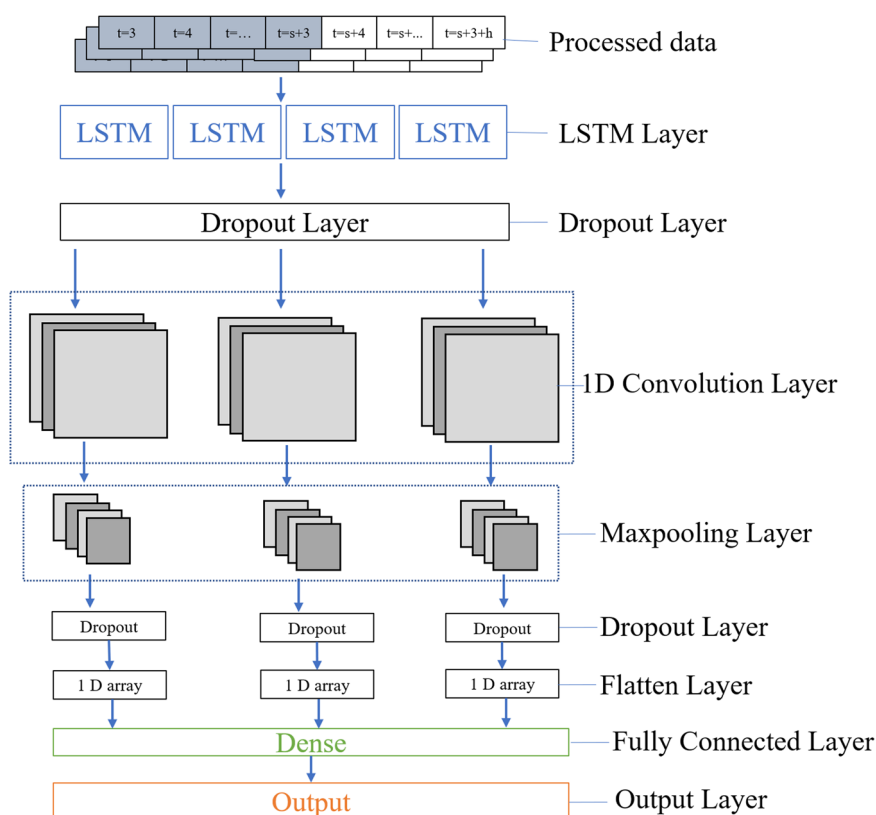 t=3 t=4 t=... t=s+3 t=s+4 t=s+... t=s+3+h
Processed data
LSTM LSTM LSTM LSTM
LSTM Layer
Dropout Layer
Dropout Layer
1D Convolution Layer
Maxpooling Layer
Dropout Dropout Dropout
Dropout Layer
1 D array 1 D array 1 D array
Flatten Layer
Dense
Fully Connected Layer
Output
Output Layer